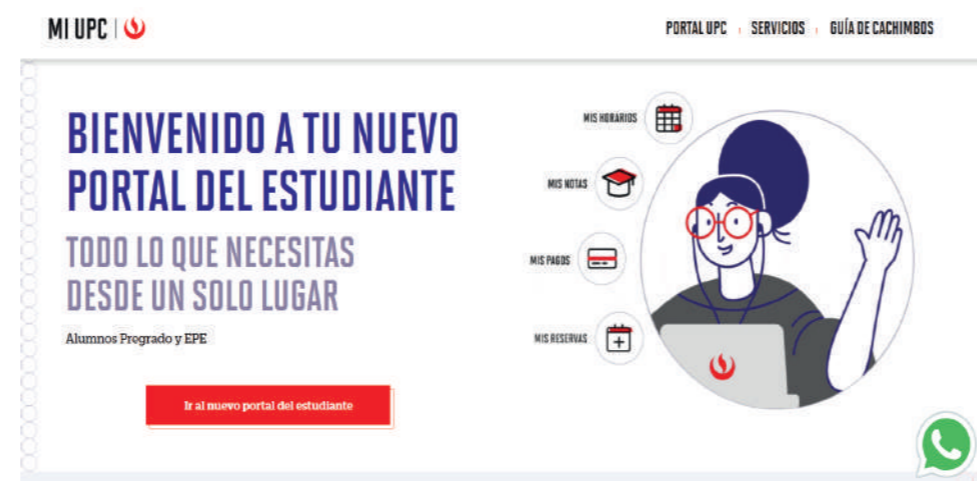 MI UPC
PORTAL UPC
SERVICIOS
GUÍA DE CACHIMBOS
BIENVENIDO A TU NUEVO
PORTAL DEL ESTUDIANTE
TODO LO QUE NECESITAS
DESDE UN SOLO LUGAR
Alumnos Pregrado y EPE
Ir al nuevo portal del estudiante
MIS HORARIOS
MIS NOTAS
MIS PAGOS
MIS RESERVAS